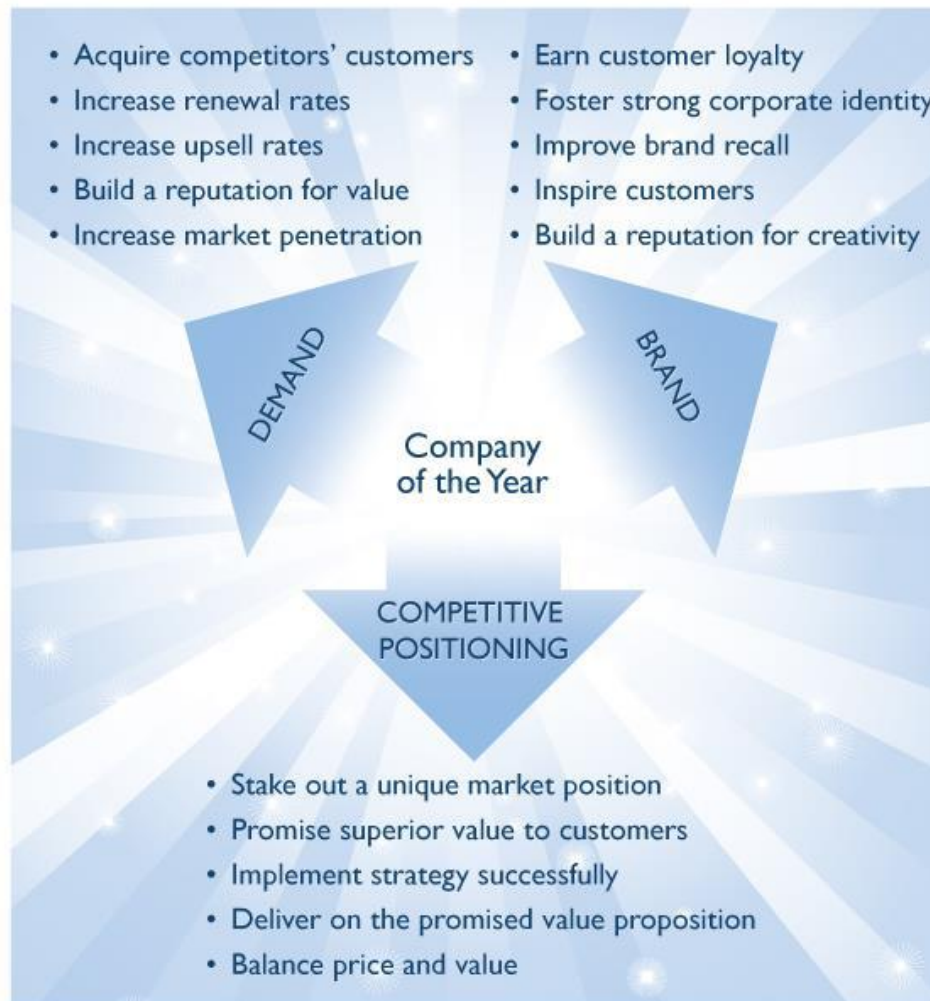 • Acquire competitors' customers
• Increase renewal rates
• Increase upsell rates
• Build a reputation for value
• Increase market penetration
• Earn customer loyalty
• Foster strong corporate identity
• Improve brand recall
• Inspire customers
• Build a reputation for creativity
DEMAND
BRAND
Company
of the Year
COMPETITIVE
POSITIONING
• Stake out a unique market position
• Promise superior value to customers
• Implement strategy successfully
• Deliver on the promised value proposition
• Balance price and value